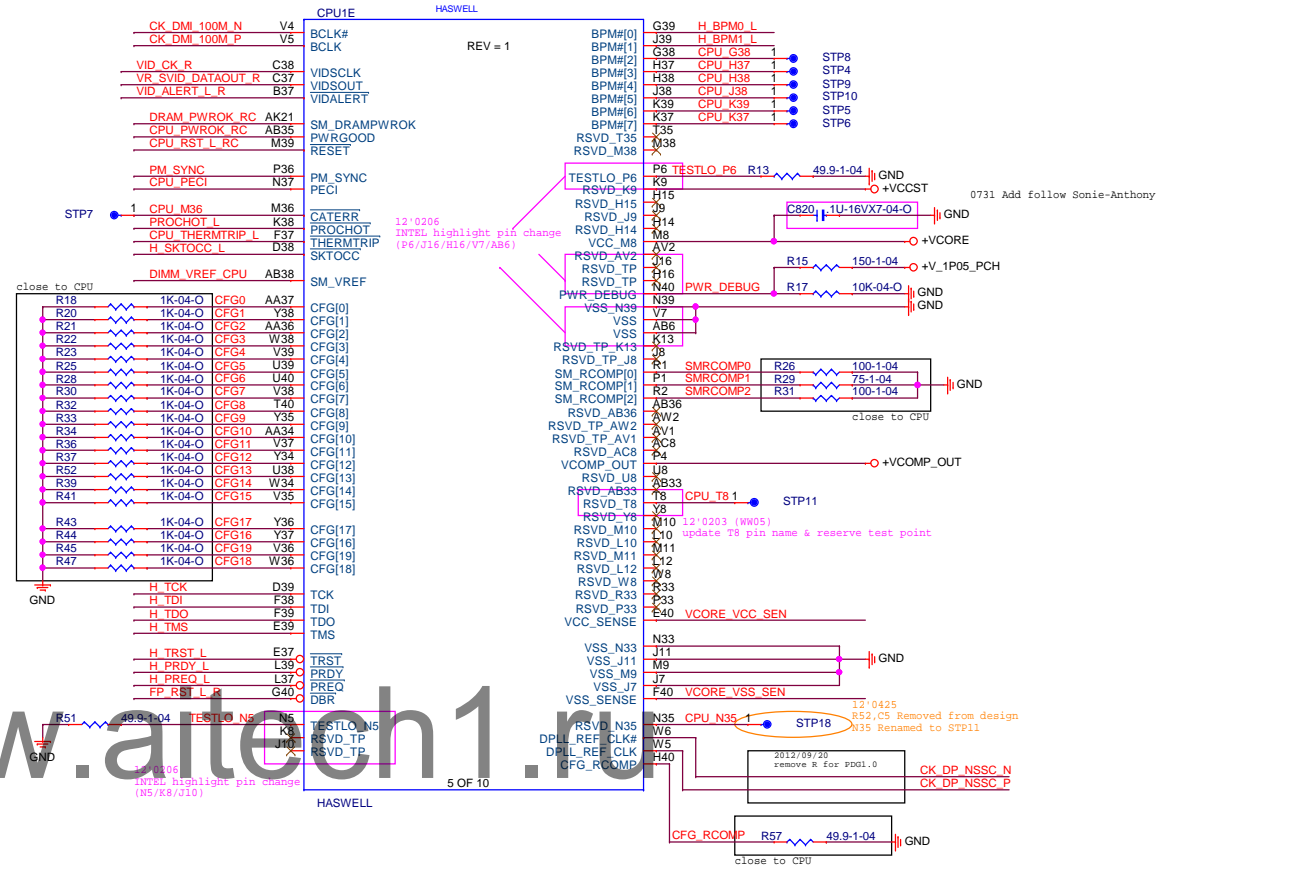 CPU1E
HASWELL
REV = 1
CK_DMI_100M_N V4 BCLK#
CK_DMI_100M_P V5 BCLK
VID_CK_R C38 VIDSCLK
VR_SVID_DATAOUT_R C37 VIDSOUT
VID_ALERT_L_R B37 VIDALERT
DRAM_PWROK_RC AK21 SM_DRAMPWROK
CPU_PWROK_RC AB35 PWRGOOD
CPU_RST_L_RC M39 RESET
PM_SYNC P36 PM_SYNC
CPU_PECI N37 PECI
STP7 1 CPU_M36 M36 CATERR
PROCHOT_L K38 PROCHOT
CPU_THERMTRIP_L F37 THERMTRIP
H_SKTOCC_L D38 SKTOCC
DIMM_VREF_CPU AB38 SM_VREF
close to CPU
R18 1K-04-O CFG0 AA37 CFG[0]
R20 1K-04-O CFG1 Y38 CFG[1]
R21 1K-04-O CFG2 AA36 CFG[2]
R22 1K-04-O CFG3 W38 CFG[3]
R23 1K-04-O CFG4 V39 CFG[4]
R25 1K-04-O CFG5 U39 CFG[5]
R28 1K-04-O CFG6 U40 CFG[6]
R30 1K-04-O CFG7 V38 CFG[7]
R32 1K-04-O CFG8 T40 CFG[8]
R33 1K-04-O CFG9 Y35 CFG[9]
R34 1K-04-O CFG10 AA34 CFG[10]
R36 1K-04-O CFG11 V37 CFG[11]
R37 1K-04-O CFG12 Y34 CFG[12]
R52 1K-04-O CFG13 U38 CFG[13]
R39 1K-04-O CFG14 W34 CFG[14]
R41 1K-04-O CFG15 V35 CFG[15]
R43 1K-04-O CFG17 Y36 CFG[17]
R44 1K-04-O CFG16 Y37 CFG[16]
R45 1K-04-O CFG19 V36 CFG[19]
R47 1K-04-O CFG18 W36 CFG[18]
GND
H_TCK D39 TCK
H_TDI F38 TDI
H_TDO F39 TDO
H_TMS E39 TMS
H_TRST_L E37 TRST
H_PRDY_L L39 PRDY
H_PREQ_L L37 PREQ
FP_RST_L_R G40 DBR
R51 49.9-1-04 TESTLO_N5 N5 TESTLO_N5
K8 RSVD_TP
J10 RSVD_TP
GND
12'0206
INTEL highlight pin change
(N5/K8/J10)
12'0206
INTEL highlight pin change
(P6/J16/H16/V7/AB6)
BPM#[0] G39 H_BPM0_L
BPM#[1] J39 H_BPM1_L
BPM#[2] G38 CPU_G38 1 STP8
BPM#[3] H37 CPU_H37 1 STP4
BPM#[4] H38 CPU_H38 1 STP9
BPM#[5] J38 CPU_J38 1 STP10
BPM#[6] K39 CPU_K39 1 STP5
BPM#[7] K37 CPU_K37 1 STP6
RSVD_T35 T35
RSVD_M38 M38
TESTLO_P6 P6 TESTLO_P6 R13 49.9-1-04 GND
RSVD_K9 K9 +VCCST
0731 Add follow Sonie-Anthony
RSVD_H15 H15
RSVD_J9 J9 C820 .1U-16VX7-04-O GND
RSVD_H14 H14
VCC_M8 M8 +VCORE
RSVD_AV2 AV2
RSVD_TP J16 R15 150-1-04 +V_1P05_PCH
RSVD_TP H16
PWR_DEBUG N40 PWR_DEBUG R17 10K-04-O GND
VSS_N39 N39 GND
VSS V7
VSS AB6
RSVD_TP_K13 K13
RSVD_TP_J8 J8
SM_RCOMP[0] R1 SMRCOMP0 R26 100-1-04
SM_RCOMP[1] P1 SMRCOMP1 R29 75-1-04 GND
SM_RCOMP[2] R2 SMRCOMP2 R31 100-1-04
close to CPU
RSVD_AB36 AB36
RSVD_TP_AW2 AW2
RSVD_TP_AV1 AV1
RSVD_AC8 AC8
VCOMP_OUT P4 +VCOMP_OUT
RSVD_U8 U8
RSVD_AB33 AB33
RSVD_T8 T8 CPU_T8 1 STP11
RSVD_Y8 Y8
12'0203 (WW05)
update T8 pin name & reserve test point
RSVD_M10 M10
RSVD_L10 L10
RSVD_M11 M11
RSVD_L12 L12
RSVD_W8 W8
RSVD_R33 R33
RSVD_P33 P33
VCC_SENSE E40 VCORE_VCC_SEN
VSS_N33 N33
VSS_J11 J11 GND
VSS_M9 M9
VSS_J7 J7
VSS_SENSE F40 VCORE_VSS_SEN
12'0425
R52,C5 Removed from design
N35 Renamed to STP11
RSVD_N35 N35 CPU_N35 1 STP18
DPLL_REF_CLK# W6
DPLL_REF_CLK W5
CFG_RCOMP H40
2012/09/20
remove R for PDG1.0
CK_DP_NSSC_N
CK_DP_NSSC_P
5 OF 10
HASWELL
CFG_RCOMP R57 49.9-1-04 GND
close to CPU
w.aitech1.ru